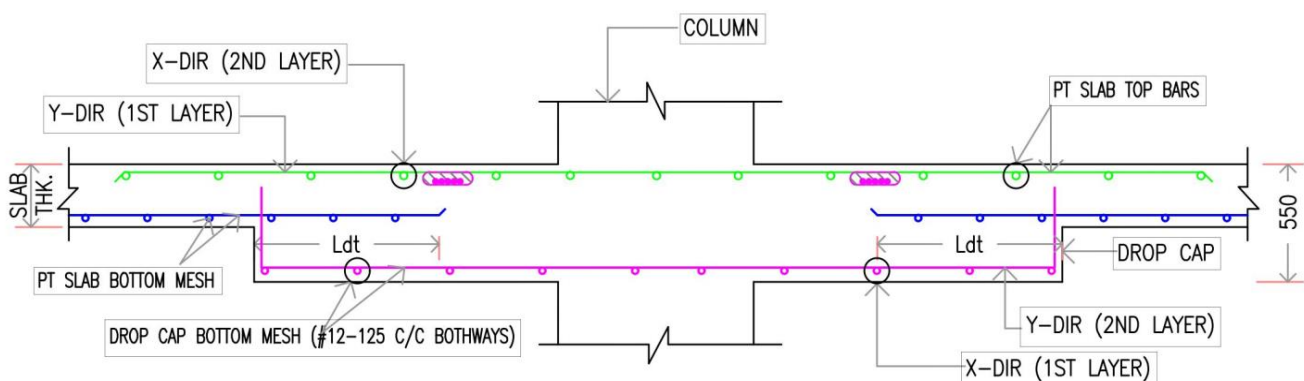 COLUMN
X-DIR (2ND LAYER)
PT SLAB TOP BARS
Y-DIR (1ST LAYER)
SLAB
THK.
550
Ldt
Ldt
DROP CAP
PT SLAB BOTTOM MESH
DROP CAP BOTTOM MESH (#12-125 C/C BOTHWAYS)
Y-DIR (2ND LAYER)
X-DIR (1ST LAYER)